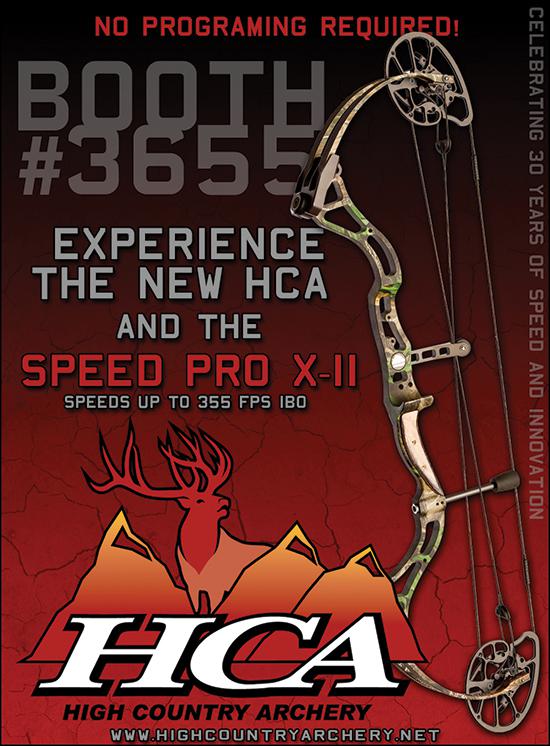 NO PROGRAMING REQUIRED!
BOOTH
#3655
EXPERIENCE
THE NEW HCA
AND THE
SPEED PRO X-II
SPEEDS UP TO 355 FPS IBO
CELEBRATING 30 YEARS OF SPEED AND INNOVATION
HCA
HIGH COUNTRY ARCHERY
WWW.HIGHCOUNTRYARCHERY.NET